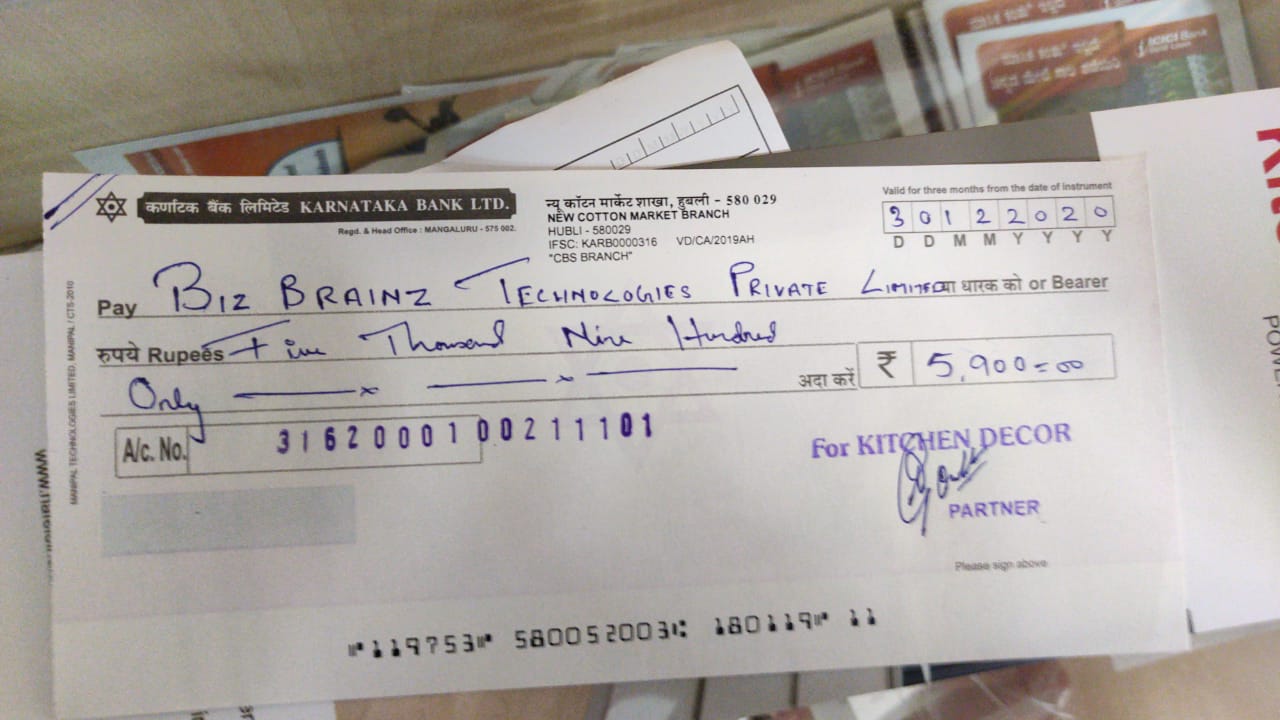 ICICI Bank
कर्णाटक बैंक लिमिटेड KARNATAKA BANK LTD.
Regd. & Head Office : MANGALURU - 575 002.
न्यू कॉटन मार्केट शाखा, हुबली - 580 029
NEW COTTON MARKET BRANCH
HUBLI - 580029
IFSC: KARB0000316 VD/CA/2019AH
"CBS BRANCH"
Valid for three months from the date of instrument
3 0 1 2 2 0 2 0
D D M M Y Y Y Y
Pay BIZ BRAINZ TECHNOLOGIES PRIVATE LIMITED या धारक को or Bearer
रुपये Rupees Five Thousand Nine Hundred
Only
अदा करें ₹ 5,900=00
A/c. No. 3162000100211101
For KITCHEN DECOR
PARTNER
Please sign above
MANIPAL TECHNOLOGIES LIMITED, MANIPAL / CTS-2010
⑈119753⑈ 580052003⑆ 180119⑈ 11